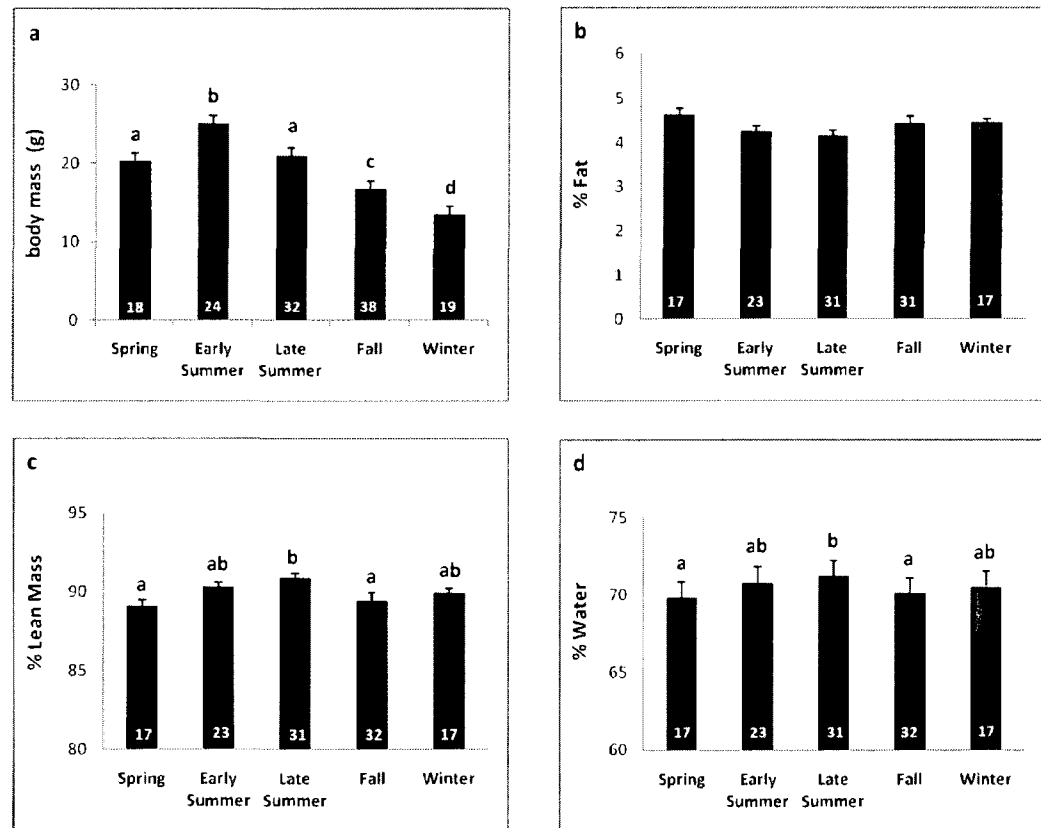 a
body mass (g)
30
20
10
0
a
b
a
c
d
18
24
32
38
19
Spring
Early Summer
Late Summer
Fall
Winter
b
% Fat
6
5
4
3
2
1
0
17
23
31
31
17
Spring
Early Summer
Late Summer
Fall
Winter
c
% Lean Mass
95
90
85
80
a
ab
b
a
ab
17
23
31
32
17
Spring
Early Summer
Late Summer
Fall
Winter
d
% Water
75
70
65
60
a
ab
b
a
ab
17
23
31
32
17
Spring
Early Summer
Late Summer
Fall
Winter